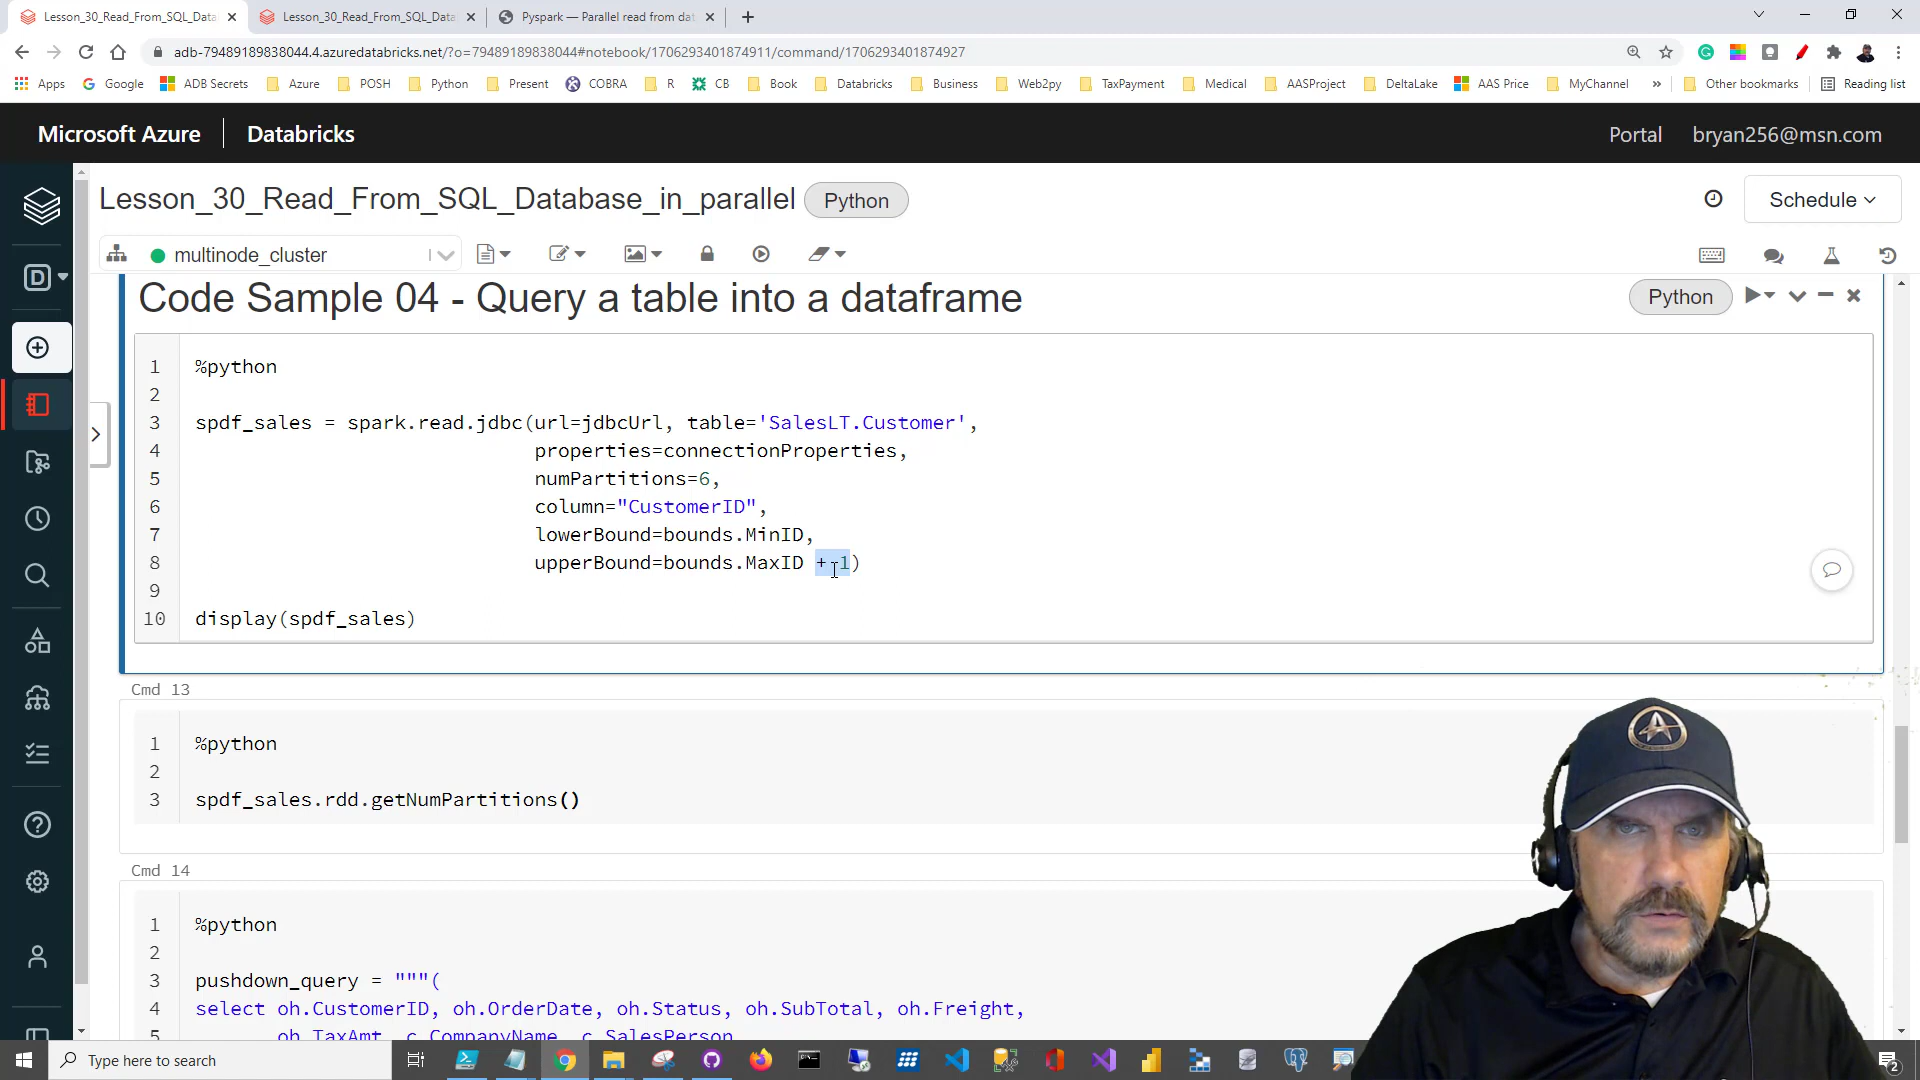 Lesson_30_Read_From_SQL_Data
Lesson_30_Read_From_SQL_Data
Pyspark — Parallel read from dat
adb-79489189838044.4.azuredatabricks.net/?o=79489189838044#notebook/1706293401874911/command/1706293401874927
Apps
Google
ADB Secrets
Azure
POSH
Python
Present
COBRA
R
CB
Book
Databricks
Business
Web2py
TaxPayment
Medical
AASProject
DeltaLake
AAS Price
MyChannel
»
Other bookmarks
Reading list
Microsoft Azure
Databricks
Portal
bryan256@msn.com
Lesson_30_Read_From_SQL_Database_in_parallel
Python
Schedule
multinode_cluster
Code Sample 04 - Query a table into a dataframe
Python
1 %python
2
3 spdf_sales = spark.read.jdbc(url=jdbcUrl, table='SalesLT.Customer',
4 properties=connectionProperties,
5 numPartitions=6,
6 column="CustomerID",
7 lowerBound=bounds.MinID,
8 upperBound=bounds.MaxID + 1)
9
10 display(spdf_sales)
Cmd 13
1 %python
2
3 spdf_sales.rdd.getNumPartitions()
Cmd 14
1 %python
2
3 pushdown_query = """(
4 select oh.CustomerID, oh.OrderDate, oh.Status, oh.SubTotal, oh.Freight,
5 oh.TaxAmt, c.CompanyName, c.SalesPerson
Type here to search
2